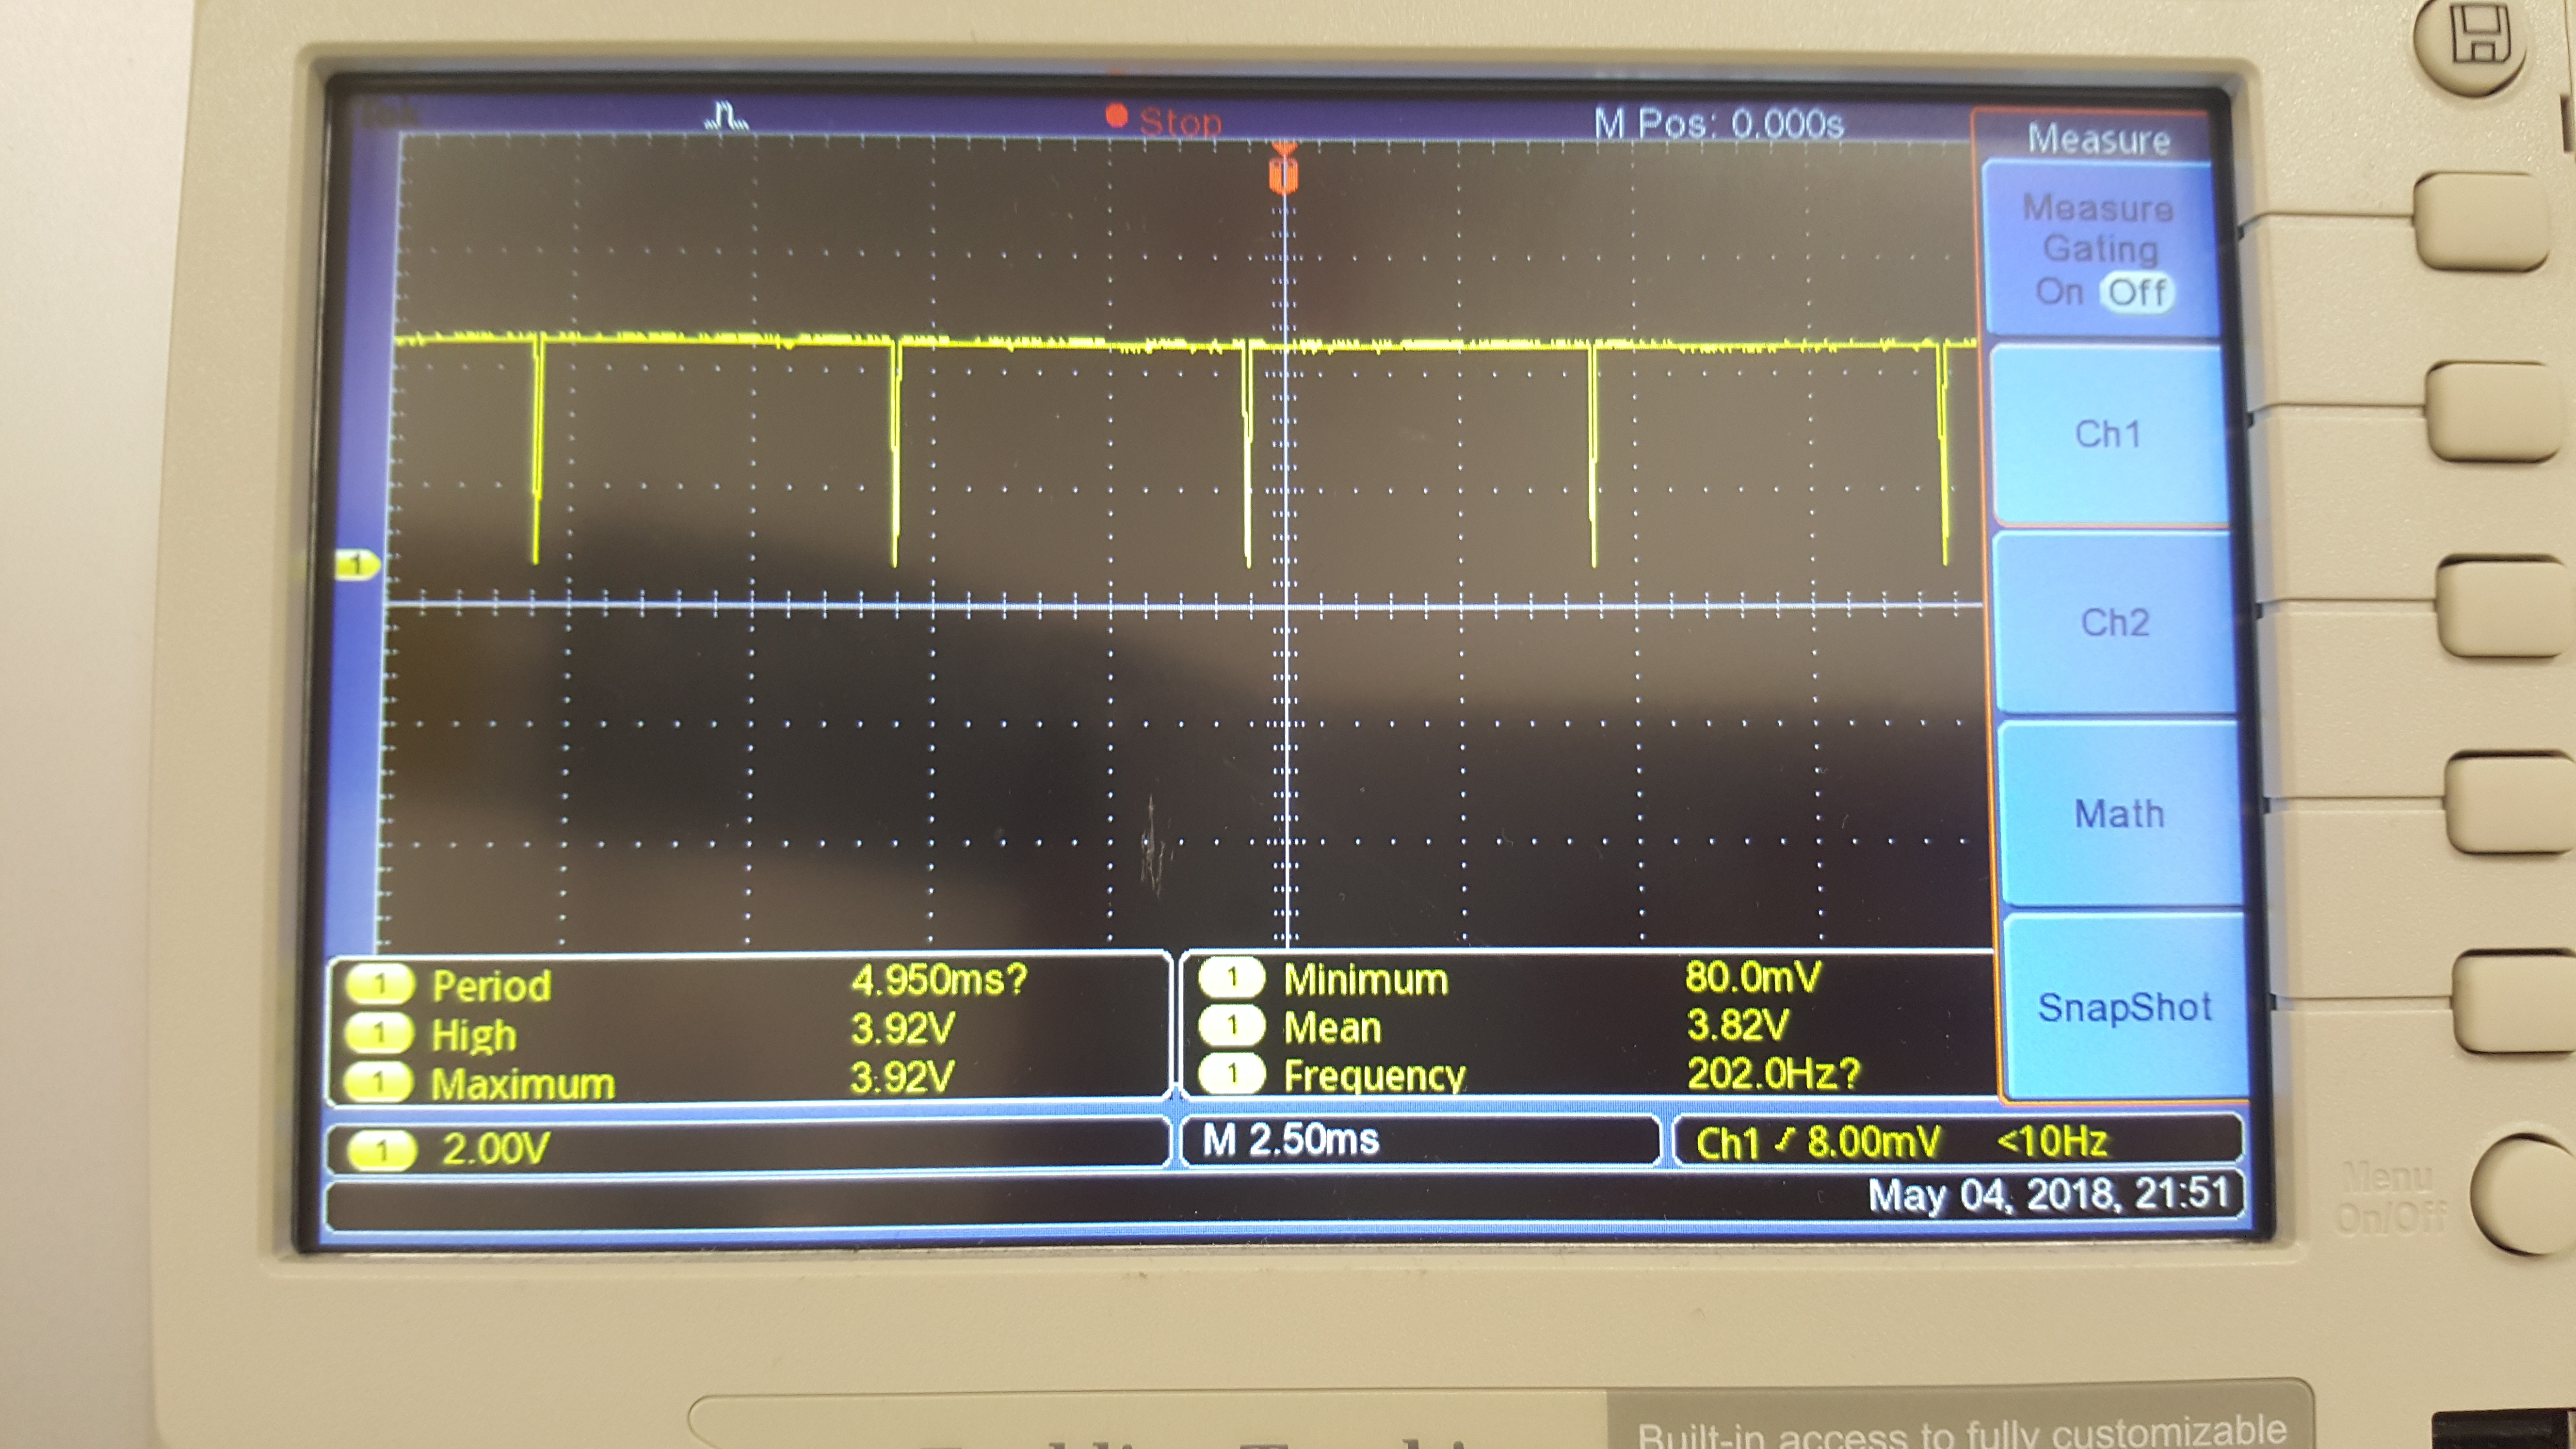 Stop
M Pos: 0.000s
Measure
Measure
Gating
On Off
Ch1
Ch2
Math
SnapShot
1
1 Period 4.950ms?
1 High 3.92V
1 Maximum 3.92V
1 Minimum 80.0mV
1 Mean 3.82V
1 Frequency 202.0Hz?
1 2.00V
M 2.50ms
Ch1 8.00mV <10Hz
May 04, 2018, 21:51
Menu
On/Off
Built-in access to fully customizable